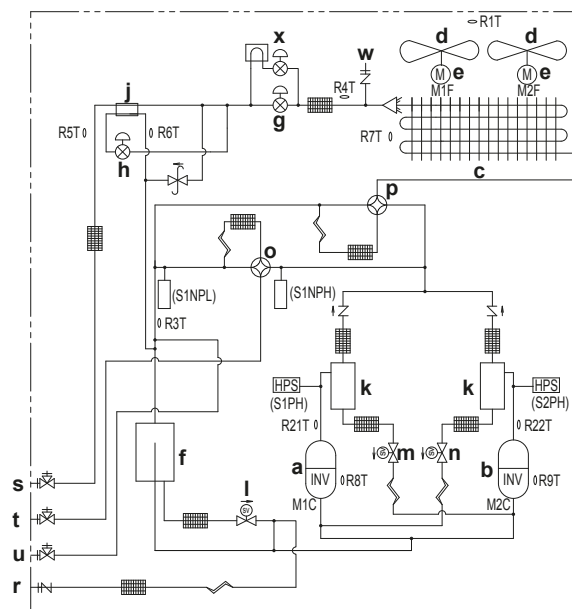 R1T
d d
x
w
M e M e
M1F M2F
j
R4T
g
R5T R6T
R7T
h
c
p
o
(S1NPL) (S1NPH)
R3T
HPS k k HPS
(S1PH) (S2PH)
R21T R22T
f m n
a INV R8T b INV R9T
s l
SV
M1C M2C
t
u
r